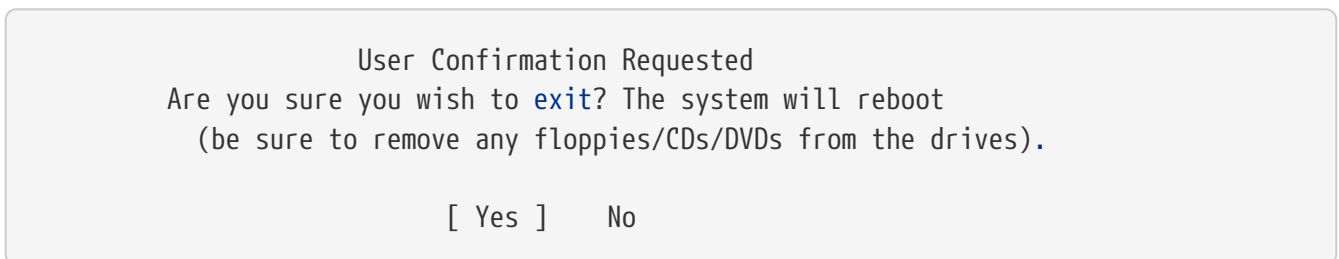 User Confirmation Requested
Are you sure you wish to exit? The system will reboot
(be sure to remove any floppies/CDs/DVDs from the drives).
[ Yes ]    No